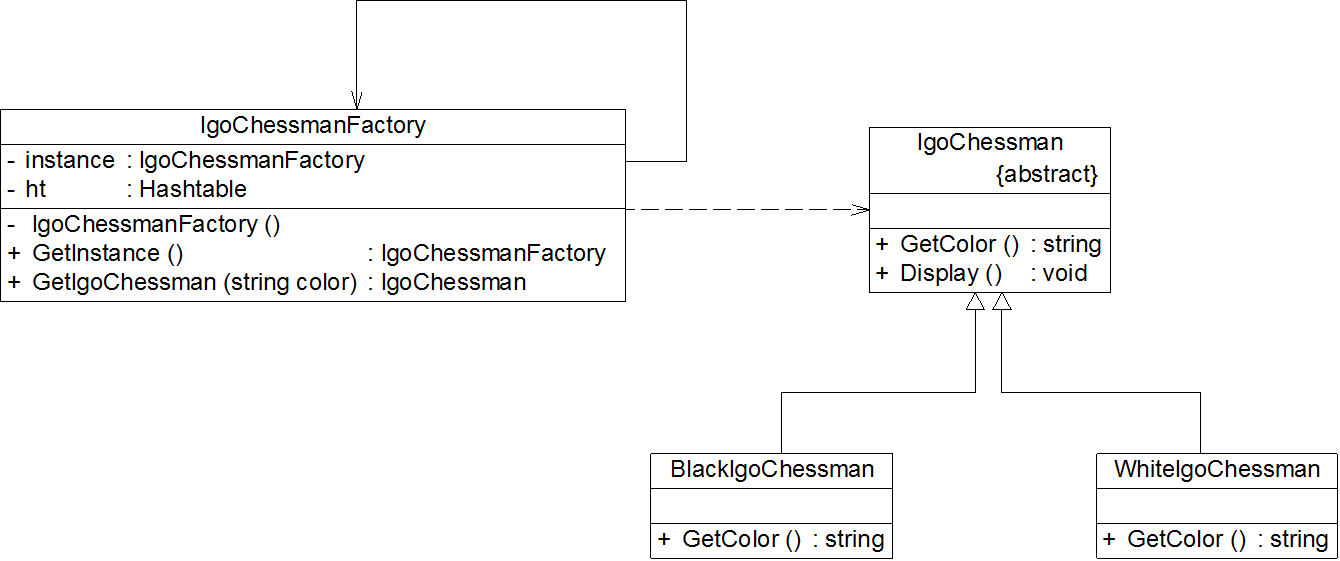 IgoChessmanFactory
- instance : IgoChessmanFactory
- ht : Hashtable
- IgoChessmanFactory ()
+ GetInstance () : IgoChessmanFactory
+ GetIgoChessman (string color) : IgoChessman
IgoChessman
{abstract}
+ GetColor () : string
+ Display () : void
BlackIgoChessman
+ GetColor () : string
WhiteIgoChessman
+ GetColor () : string